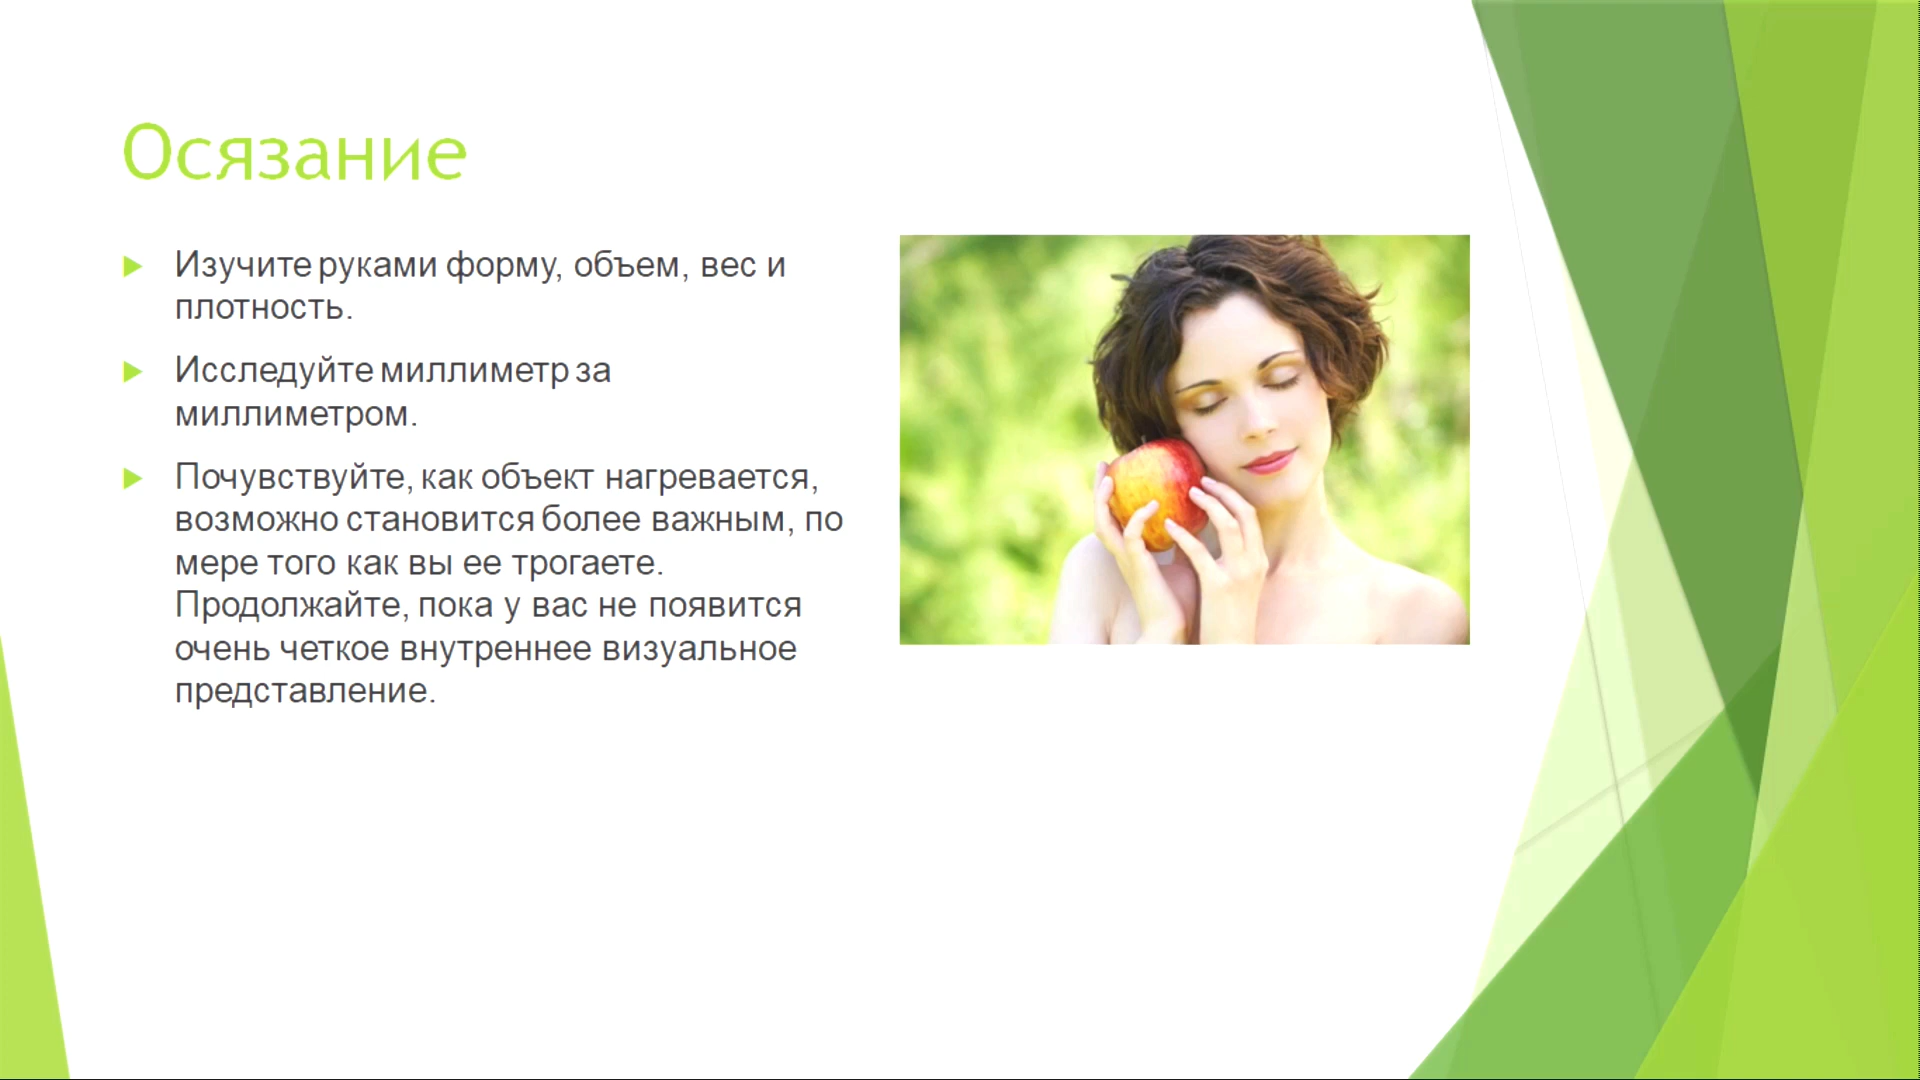 Осязание
Изучите руками форму, объем, вес и
плотность.
Исследуйте миллиметр за
миллиметром.
Почувствуйте, как объект нагревается,
возможно становится более важным, по
мере того как вы ее трогаете.
Продолжайте, пока у вас не появится
очень четкое внутреннее визуальное
представление.